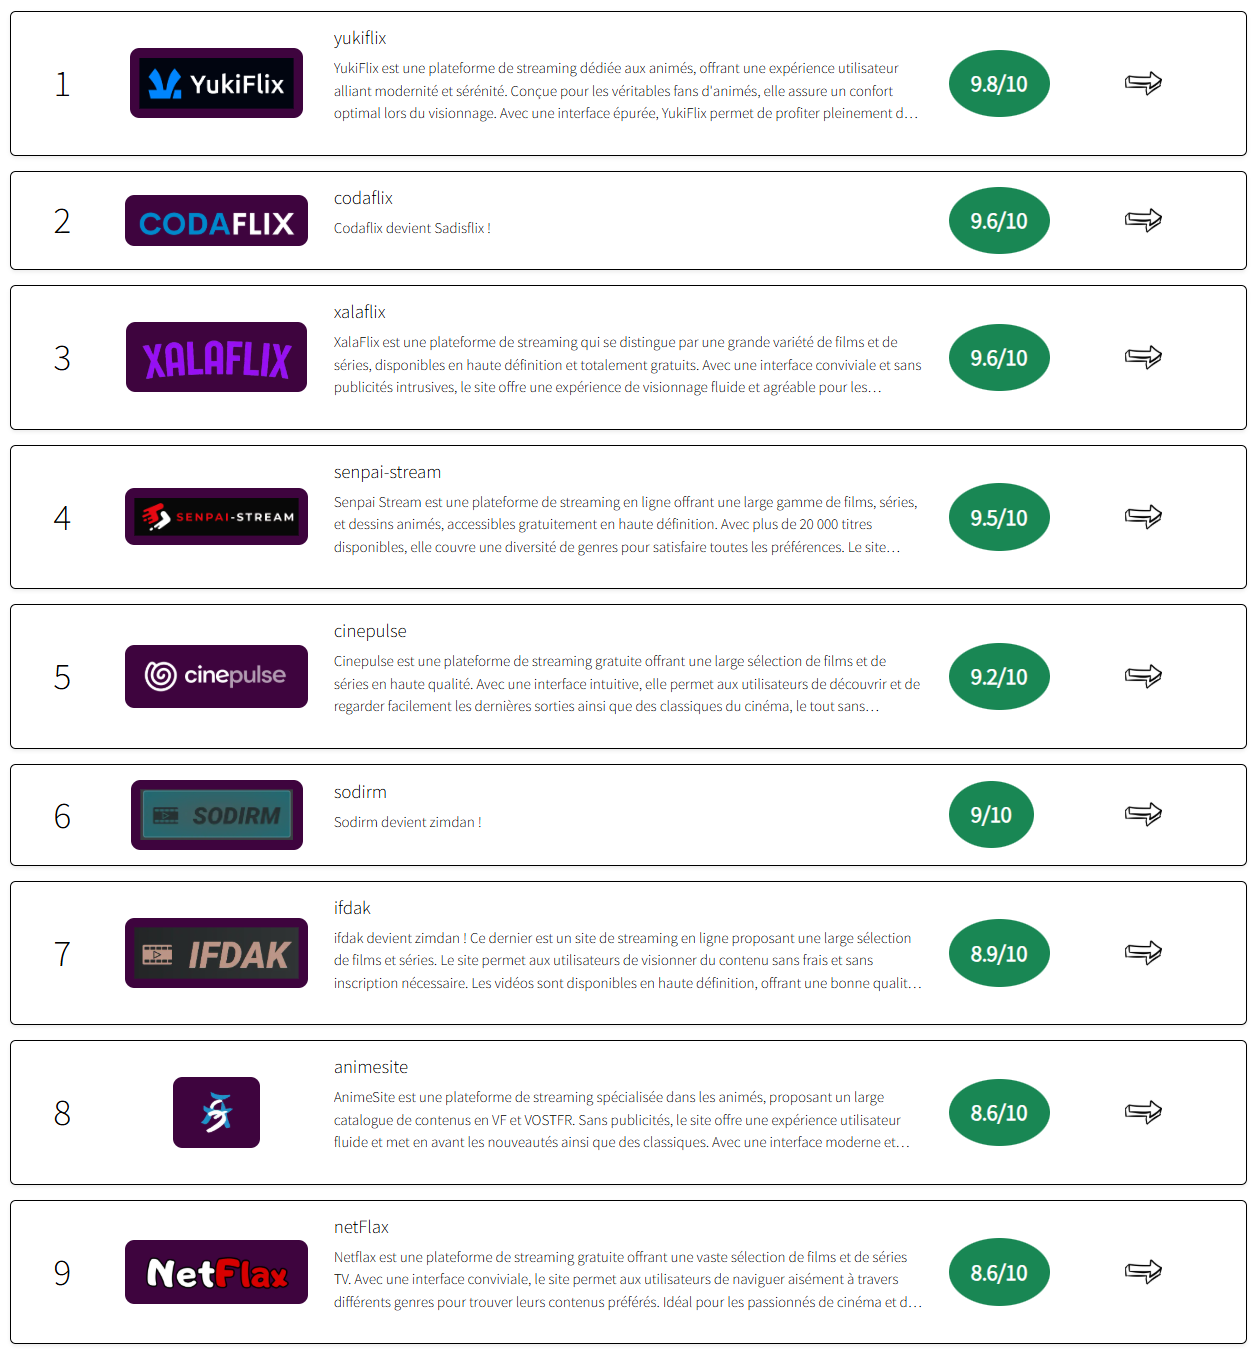 1
YukiFlix
yukiflix
YukiFlix est une plateforme de streaming dédiée aux animés, offrant une expérience utilisateur
alliant modernité et sérénité. Conçue pour les véritables fans d'animés, elle assure un confort
optimal lors du visionnage. Avec une interface épurée, YukiFlix permet de profiter pleinement d…
9.8/10
2
CODAFLIX
codaflix
Codaflix devient Sadisflix !
9.6/10
3
XALAFLIX
xalaflix
XalaFlix est une plateforme de streaming qui se distingue par une grande variété de films et de
séries, disponibles en haute définition et totalement gratuits. Avec une interface conviviale et sans
publicités intrusives, le site offre une expérience de visionnage fluide et agréable pour les…
9.6/10
4
SENPAI-STREAM
senpai-stream
Senpai Stream est une plateforme de streaming en ligne offrant une large gamme de films, séries,
et dessins animés, accessibles gratuitement en haute définition. Avec plus de 20 000 titres
disponibles, elle couvre une diversité de genres pour satisfaire toutes les préférences. Le site…
9.5/10
5
cinepulse
cinepulse
Cinepulse est une plateforme de streaming gratuite offrant une large sélection de films et de
séries en haute qualité. Avec une interface intuitive, elle permet aux utilisateurs de découvrir et de
regarder facilement les dernières sorties ainsi que des classiques du cinéma, le tout sans…
9.2/10
6
SODIRM
sodirm
Sodirm devient zimdan !
9/10
7
IFDAK
ifdak
ifdak devient zimdan ! Ce dernier est un site de streaming en ligne proposant une large sélection
de films et séries. Le site permet aux utilisateurs de visionner du contenu sans frais et sans
inscription nécessaire. Les vidéos sont disponibles en haute définition, offrant une bonne qualit…
8.9/10
8
animesite
AnimeSite est une plateforme de streaming spécialisée dans les animés, proposant un large
catalogue de contenus en VF et VOSTFR. Sans publicités, le site offre une expérience utilisateur
fluide et met en avant les nouveautés ainsi que des classiques. Avec une interface moderne et…
8.6/10
9
NetFlax
netFlax
Netflax est une plateforme de streaming gratuite offrant une vaste sélection de films et de séries
TV. Avec une interface conviviale, le site permet aux utilisateurs de naviguer aisément à travers
différents genres pour trouver leurs contenus préférés. Idéal pour les passionnés de cinéma et d…
8.6/10